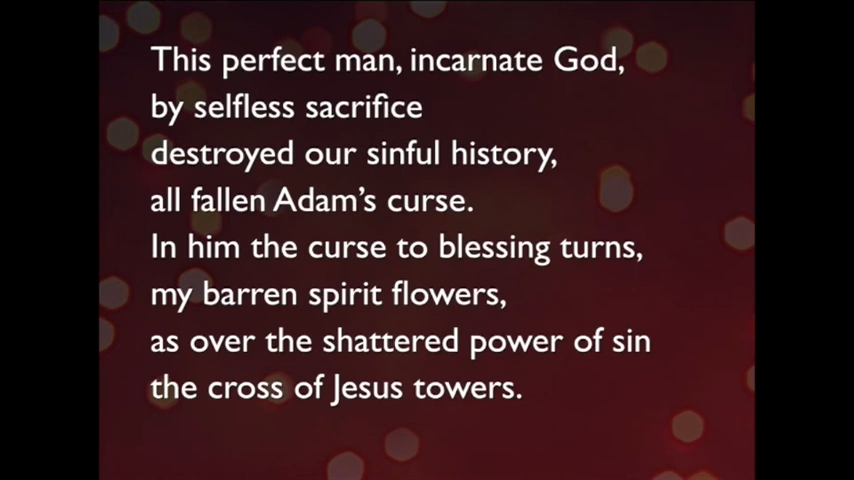 This perfect man, incarnate God,
by selfless sacrifice
destroyed our sinful history,
all fallen Adam’s curse.
In him the curse to blessing turns,
my barren spirit flowers,
as over the shattered power of sin
the cross of Jesus towers.